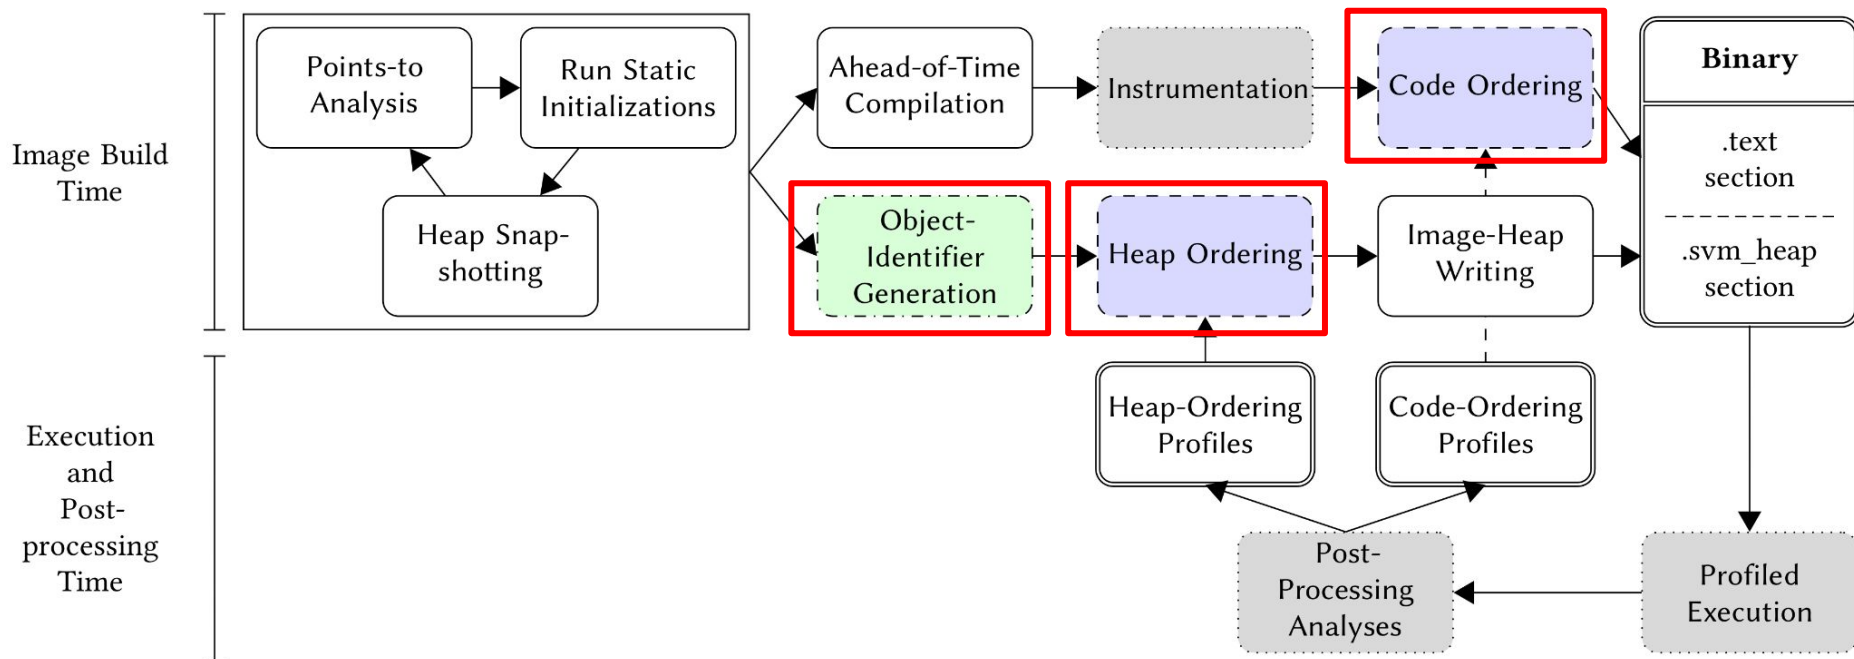 Image Build
Time
Points-to
Analysis
Run Static
Initializations
Heap Snap-
shotting
Ahead-of-Time
Compilation
Instrumentation
Code Ordering
Object-
Identifier
Generation
Heap Ordering
Image-Heap
Writing
Binary
.text
section
.svm_heap
section
Execution
and
Post-
processing
Time
Heap-Ordering
Profiles
Code-Ordering
Profiles
Post-
Processing
Analyses
Profiled
Execution